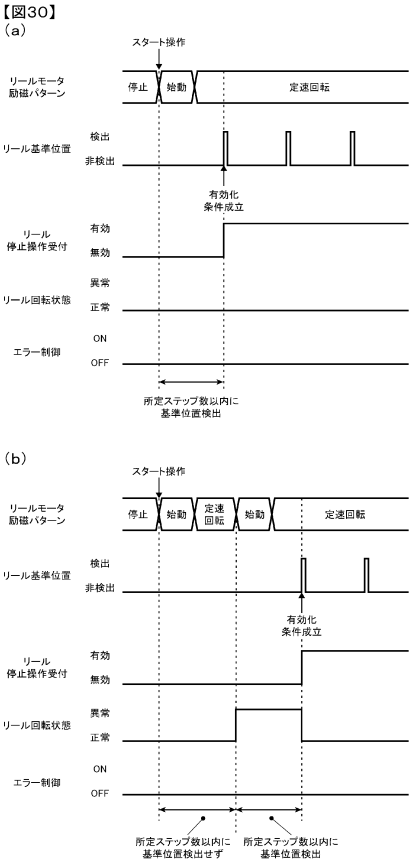 【図30】
(a)
スタート操作
リールモータ
励磁パターン
停止 始動 定速回転
リール基準位置
検出
非検出
有効化
条件成立
リール
停止操作受付
有効
無効
リール回転状態
異常
正常
エラー制御
ON
OFF
所定ステップ数以内に
基準位置検出
(b)
スタート操作
リールモータ
励磁パターン
停止 始動 定速
回転 始動 定速回転
リール基準位置
検出
非検出
有効化
条件成立
リール
停止操作受付
有効
無効
リール回転状態
異常
正常
エラー制御
ON
OFF
所定ステップ数以内に
基準位置検出せず
所定ステップ数以内に
基準位置検出